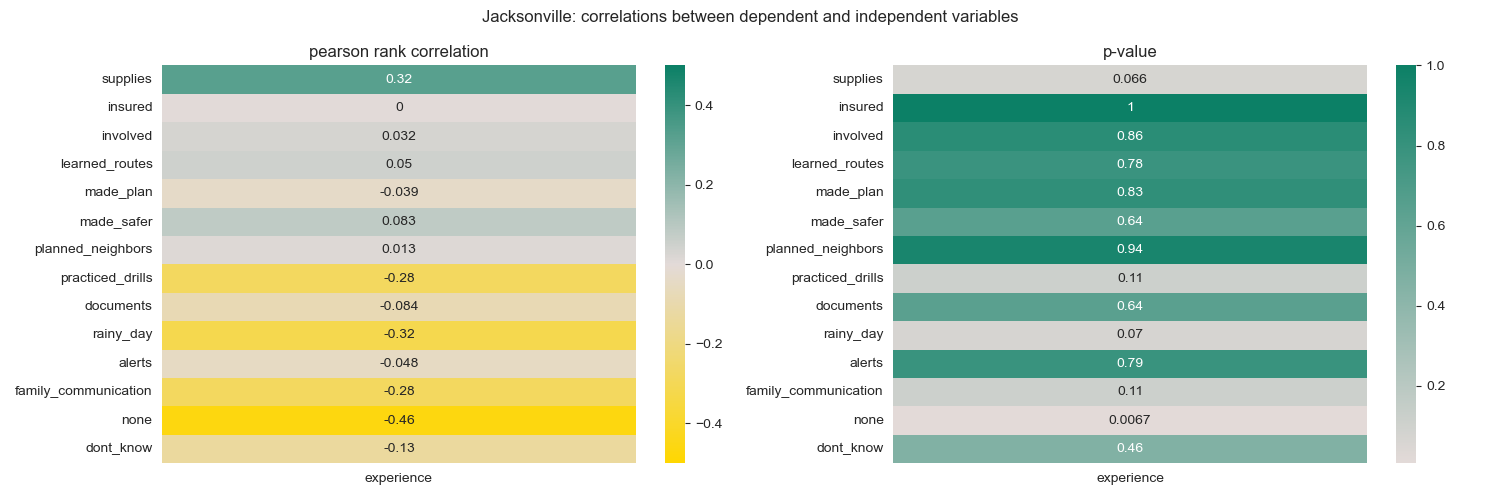 Jacksonville: correlations between dependent and independent variables
pearson rank correlation
supplies 0.32
insured 0
involved 0.032
learned_routes 0.05
made_plan -0.039
made_safer 0.083
planned_neighbors 0.013
practiced_drills -0.28
documents -0.084
rainy_day -0.32
alerts -0.048
family_communication -0.28
none -0.46
dont_know -0.13
experience
0.4
0.2
0.0
−0.2
−0.4
p-value
supplies 0.066
insured 1
involved 0.86
learned_routes 0.78
made_plan 0.83
made_safer 0.64
planned_neighbors 0.94
practiced_drills 0.11
documents 0.64
rainy_day 0.07
alerts 0.79
family_communication 0.11
none 0.0067
dont_know 0.46
experience
1.0
0.8
0.6
0.4
0.2